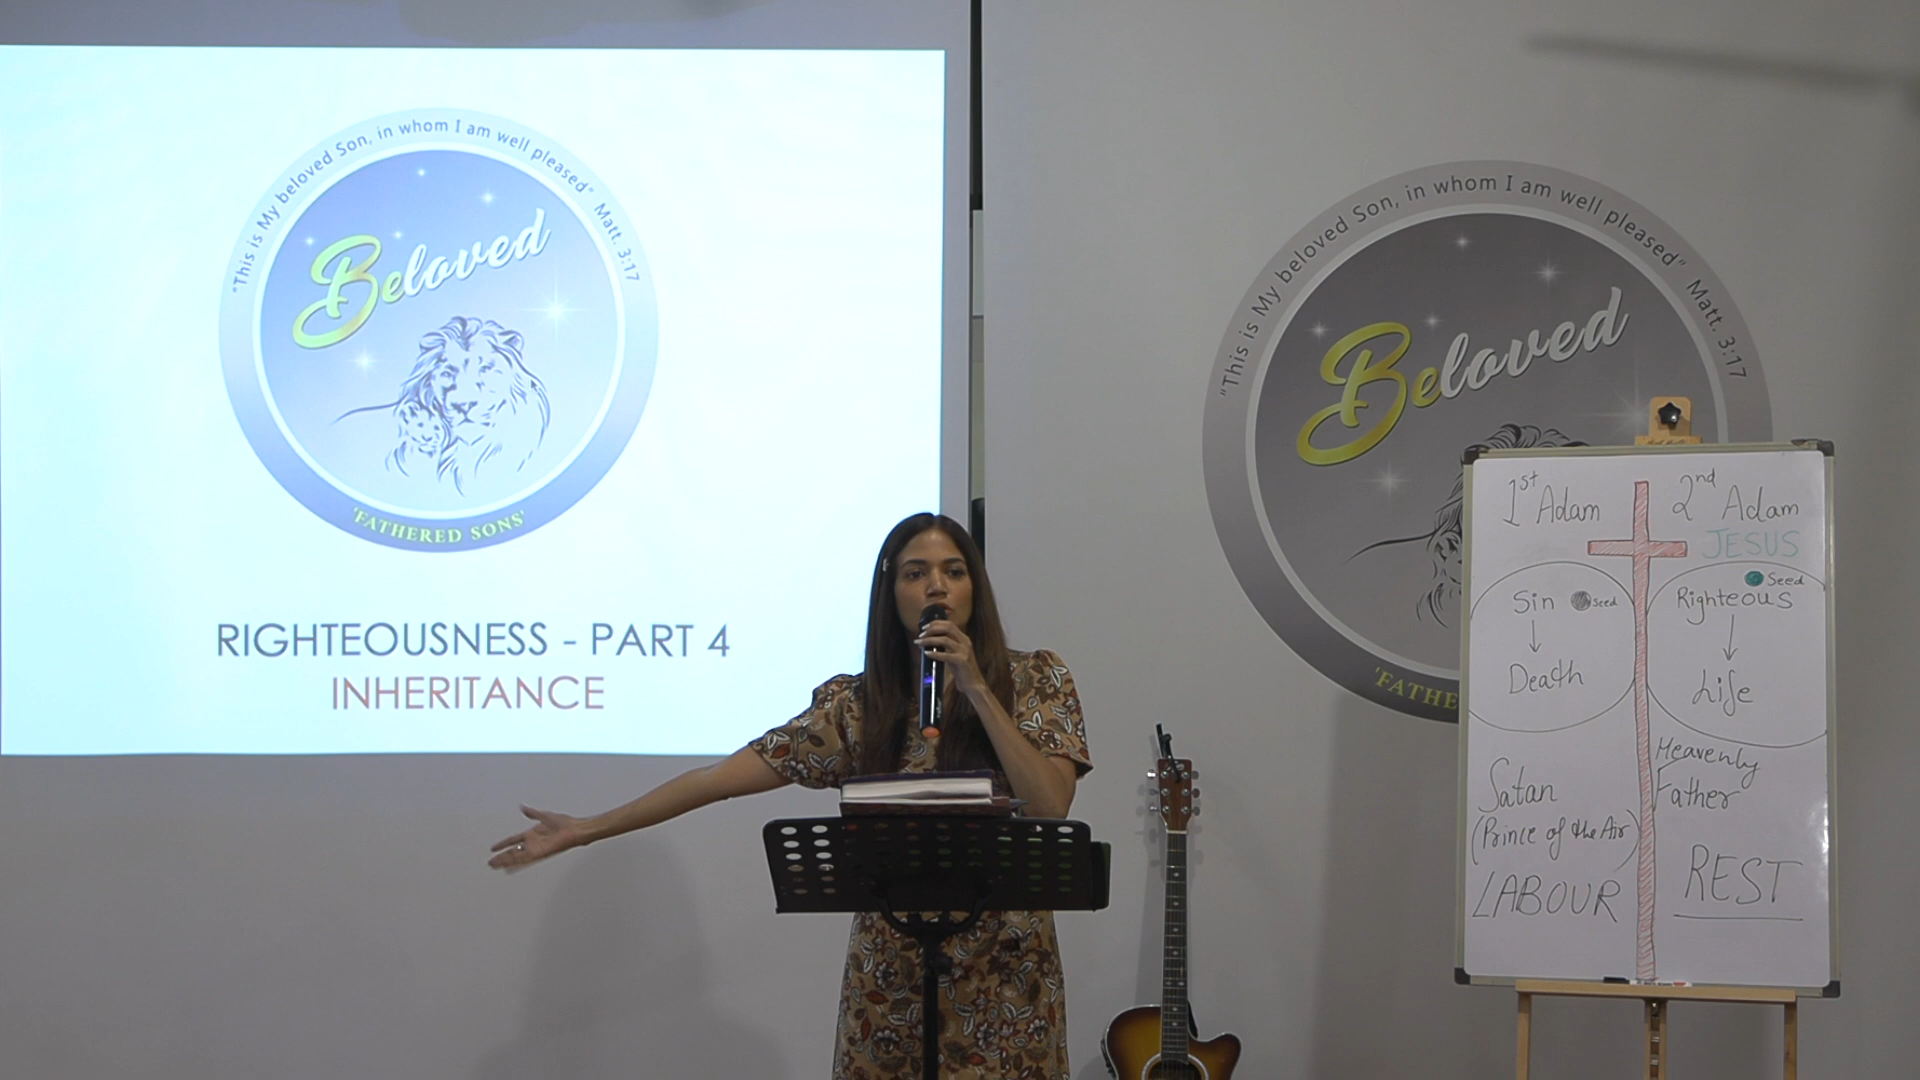 "This is My beloved Son, in whom I am well pleased" Matt. 3:17
Beloved
'FATHERED SONS'
RIGHTEOUSNESS - PART 4
INHERITANCE
"This is My beloved Son, in whom I am well pleased" Matt. 3:17
Beloved
'FATHE
1st Adam
Sin Seed
Death
Satan
(Prince of the Air)
LABOUR
2nd Adam
JESUS
Seed
Righteous
Life
Heavenly
Father
REST